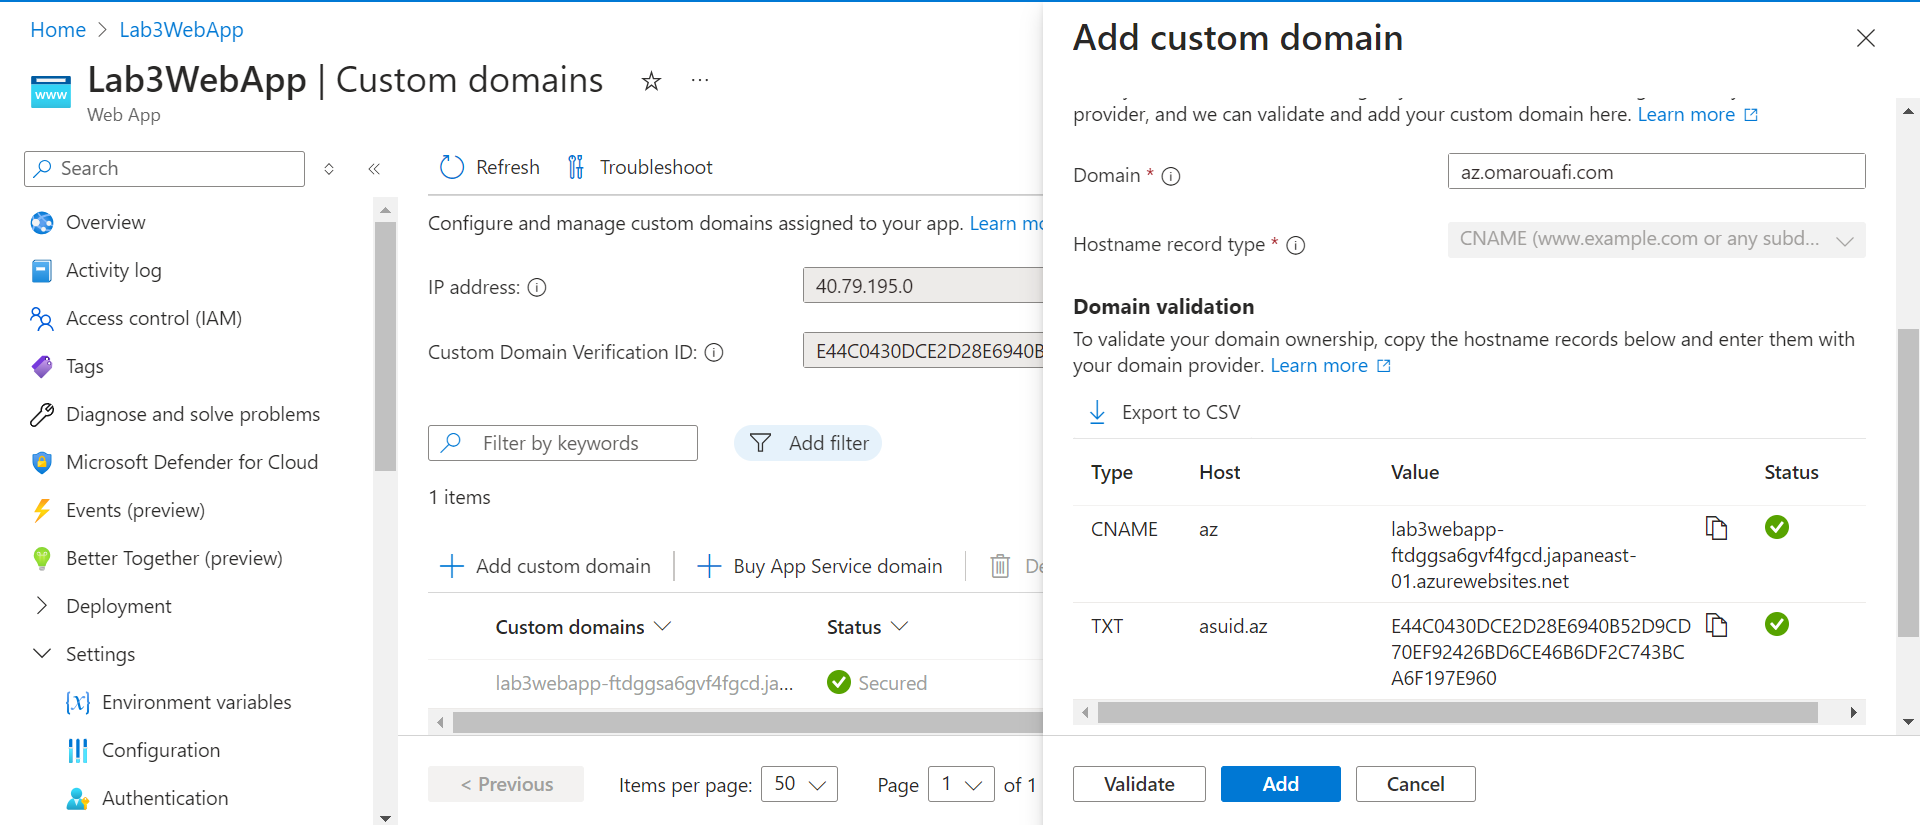 Home > Lab3WebApp
Lab3WebApp | Custom domains
Web App
Search
Overview
Activity log
Access control (IAM)
Tags
Diagnose and solve problems
Microsoft Defender for Cloud
Events (preview)
Better Together (preview)
Deployment
Settings
Environment variables
Configuration
Authentication
Refresh
Troubleshoot
Configure and manage custom domains assigned to your app. Learn mo
IP address:
40.79.195.0
Custom Domain Verification ID:
E44C0430DCE2D28E6940B
Filter by keywords
Add filter
1 items
Add custom domain
Buy App Service domain
De
Custom domains
Status
lab3webapp-ftdggsa6gvf4fgcd.ja...
Secured
< Previous
Items per page:
50
Page
1
of 1
Add custom domain
provider, and we can validate and add your custom domain here. Learn more
Domain *
az.omarouafi.com
Hostname record type *
CNAME (www.example.com or any subd...
Domain validation
To validate your domain ownership, copy the hostname records below and enter them with
your domain provider. Learn more
Export to CSV
Type Host Value Status
CNAME az lab3webapp-
ftdggsa6gvf4fgcd.japaneast-
01.azurewebsites.net
TXT asuid.az E44C0430DCE2D28E6940B52D9CD
70EF92426BD6CE46B6DF2C743BC
A6F197E960
Validate
Add
Cancel